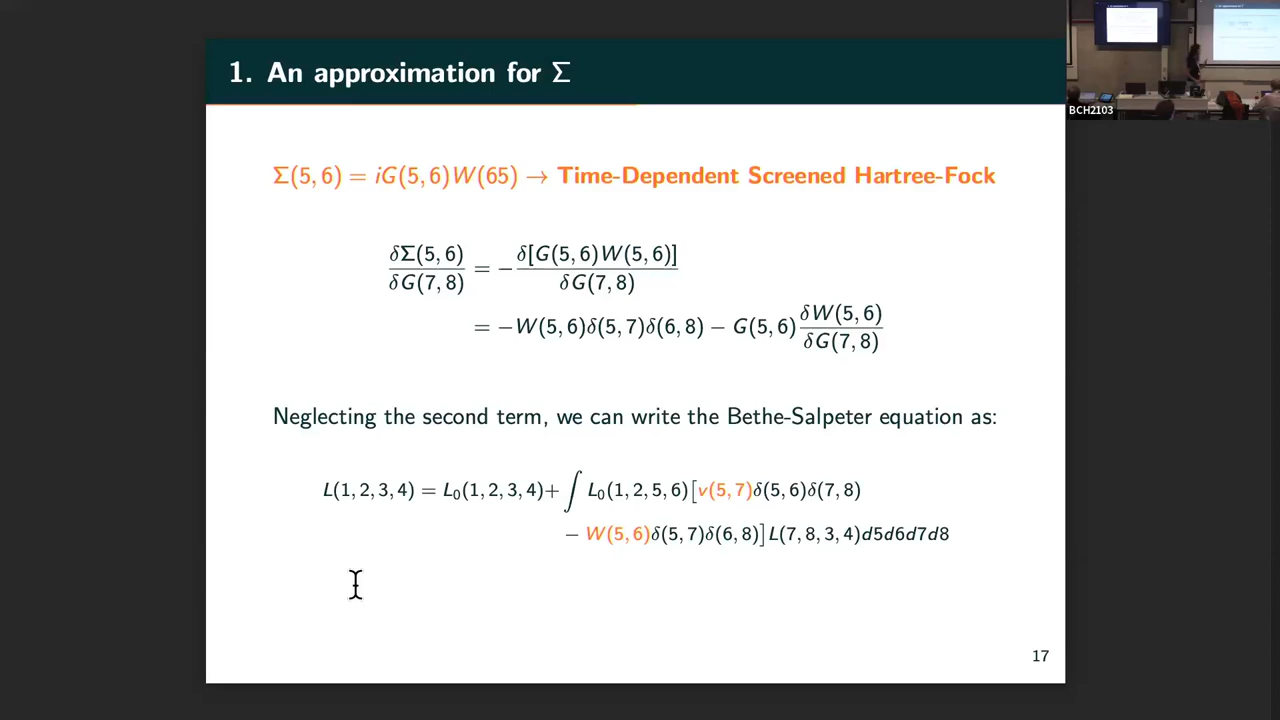 1. An approximation for Σ
Σ(5, 6) = iG(5, 6)W(65) → Time-Dependent Screened Hartree-Fock
δΣ(5, 6)/δG(7, 8) = − δ[G(5, 6)W(5, 6)]/δG(7, 8)
= −W(5, 6)δ(5, 7)δ(6, 8) − G(5, 6) δW(5, 6)/δG(7, 8)
Neglecting the second term, we can write the Bethe-Salpeter equation as:
L(1, 2, 3, 4) = L₀(1, 2, 3, 4)+ ∫ L₀(1, 2, 5, 6)[v(5, 7)δ(5, 6)δ(7, 8)
− W(5, 6)δ(5, 7)δ(6, 8)]L(7, 8, 3, 4)d5d6d7d8
17
BCH2103